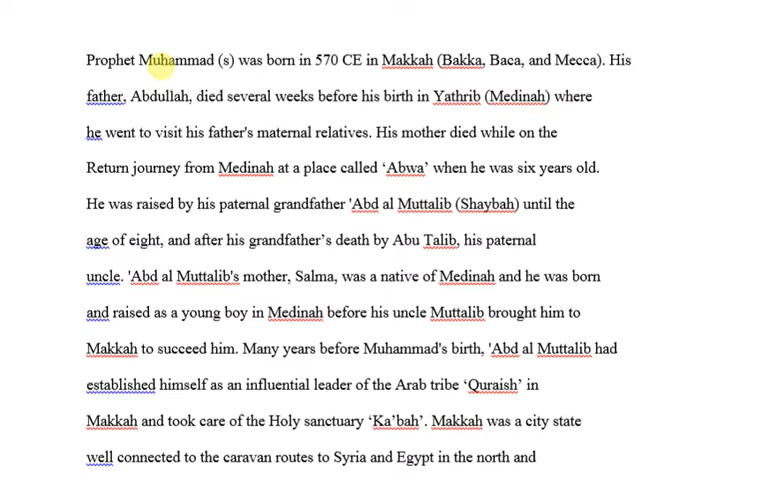 Prophet Muhammad (s) was born in 570 CE in Makkah (Bakka, Baca, and Mecca). His
father, Abdullah, died several weeks before his birth in Yathrib (Medinah) where
he went to visit his father's maternal relatives. His mother died while on the
Return journey from Medinah at a place called ‘Abwa’ when he was six years old.
He was raised by his paternal grandfather 'Abd al Muttalib (Shaybah) until the
age of eight, and after his grandfather’s death by Abu Talib, his paternal
uncle. 'Abd al Muttalib's mother, Salma, was a native of Medinah and he was born
and raised as a young boy in Medinah before his uncle Muttalib brought him to
Makkah to succeed him. Many years before Muhammad's birth, 'Abd al Muttalib had
established himself as an influential leader of the Arab tribe ‘Quraish’ in
Makkah and took care of the Holy sanctuary ‘Ka’bah’. Makkah was a city state
well connected to the caravan routes to Syria and Egypt in the north and